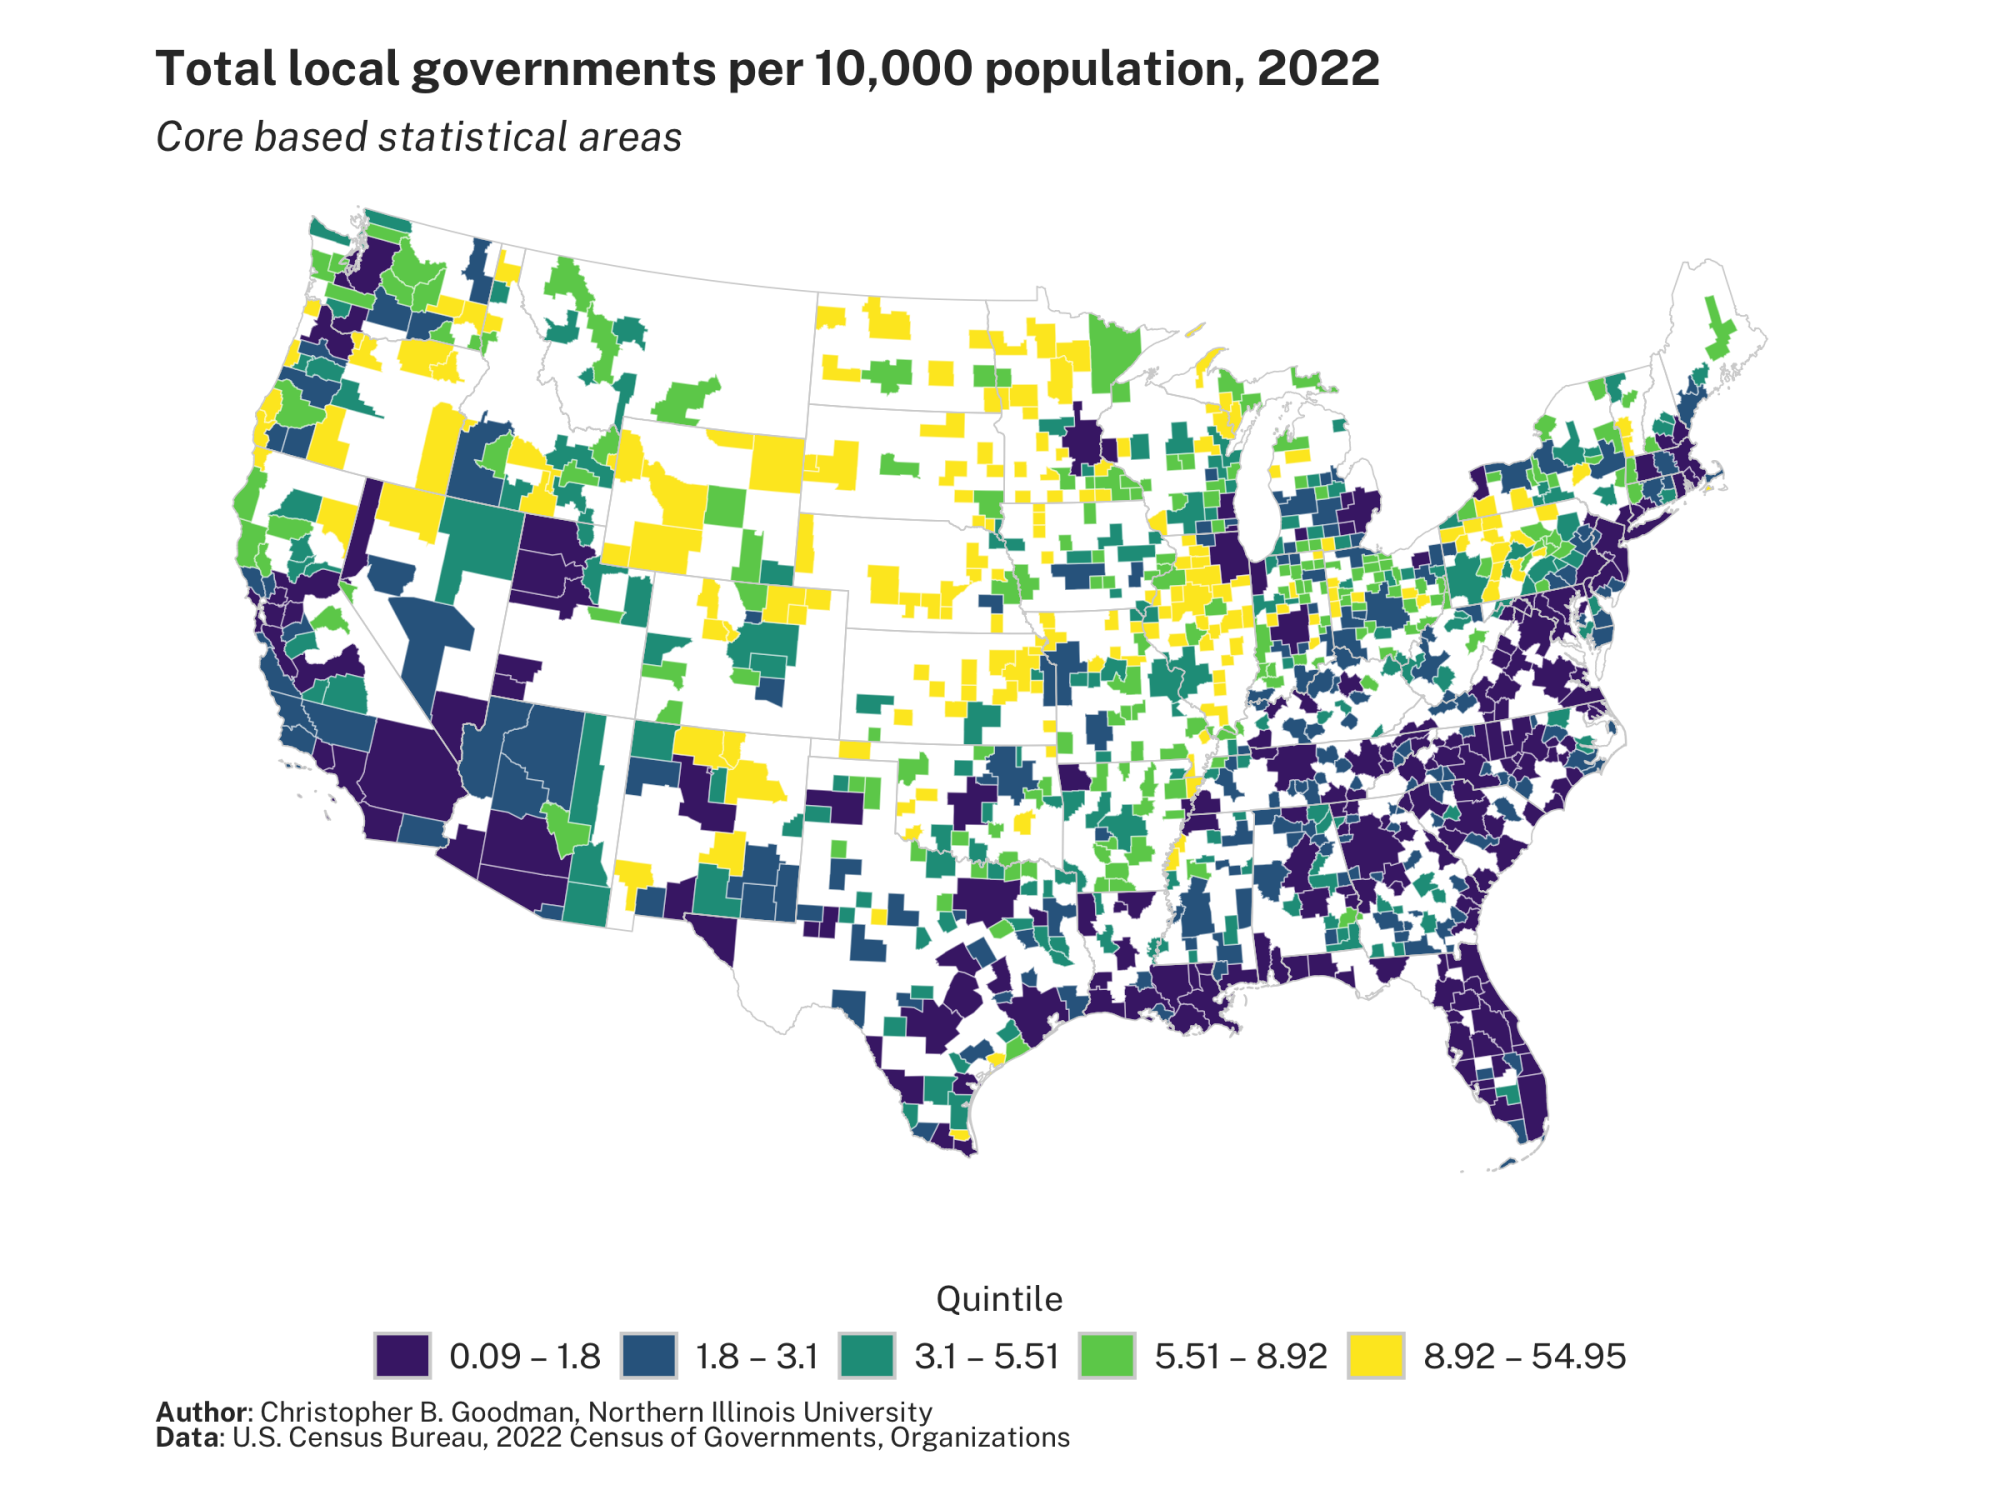 Total local governments per 10,000 population, 2022
Core based statistical areas
Quintile
0.09 – 1.8 1.8 – 3.1 3.1 – 5.51 5.51 – 8.92 8.92 – 54.95
Author: Christopher B. Goodman, Northern Illinois University
Data: U.S. Census Bureau, 2022 Census of Governments, Organizations